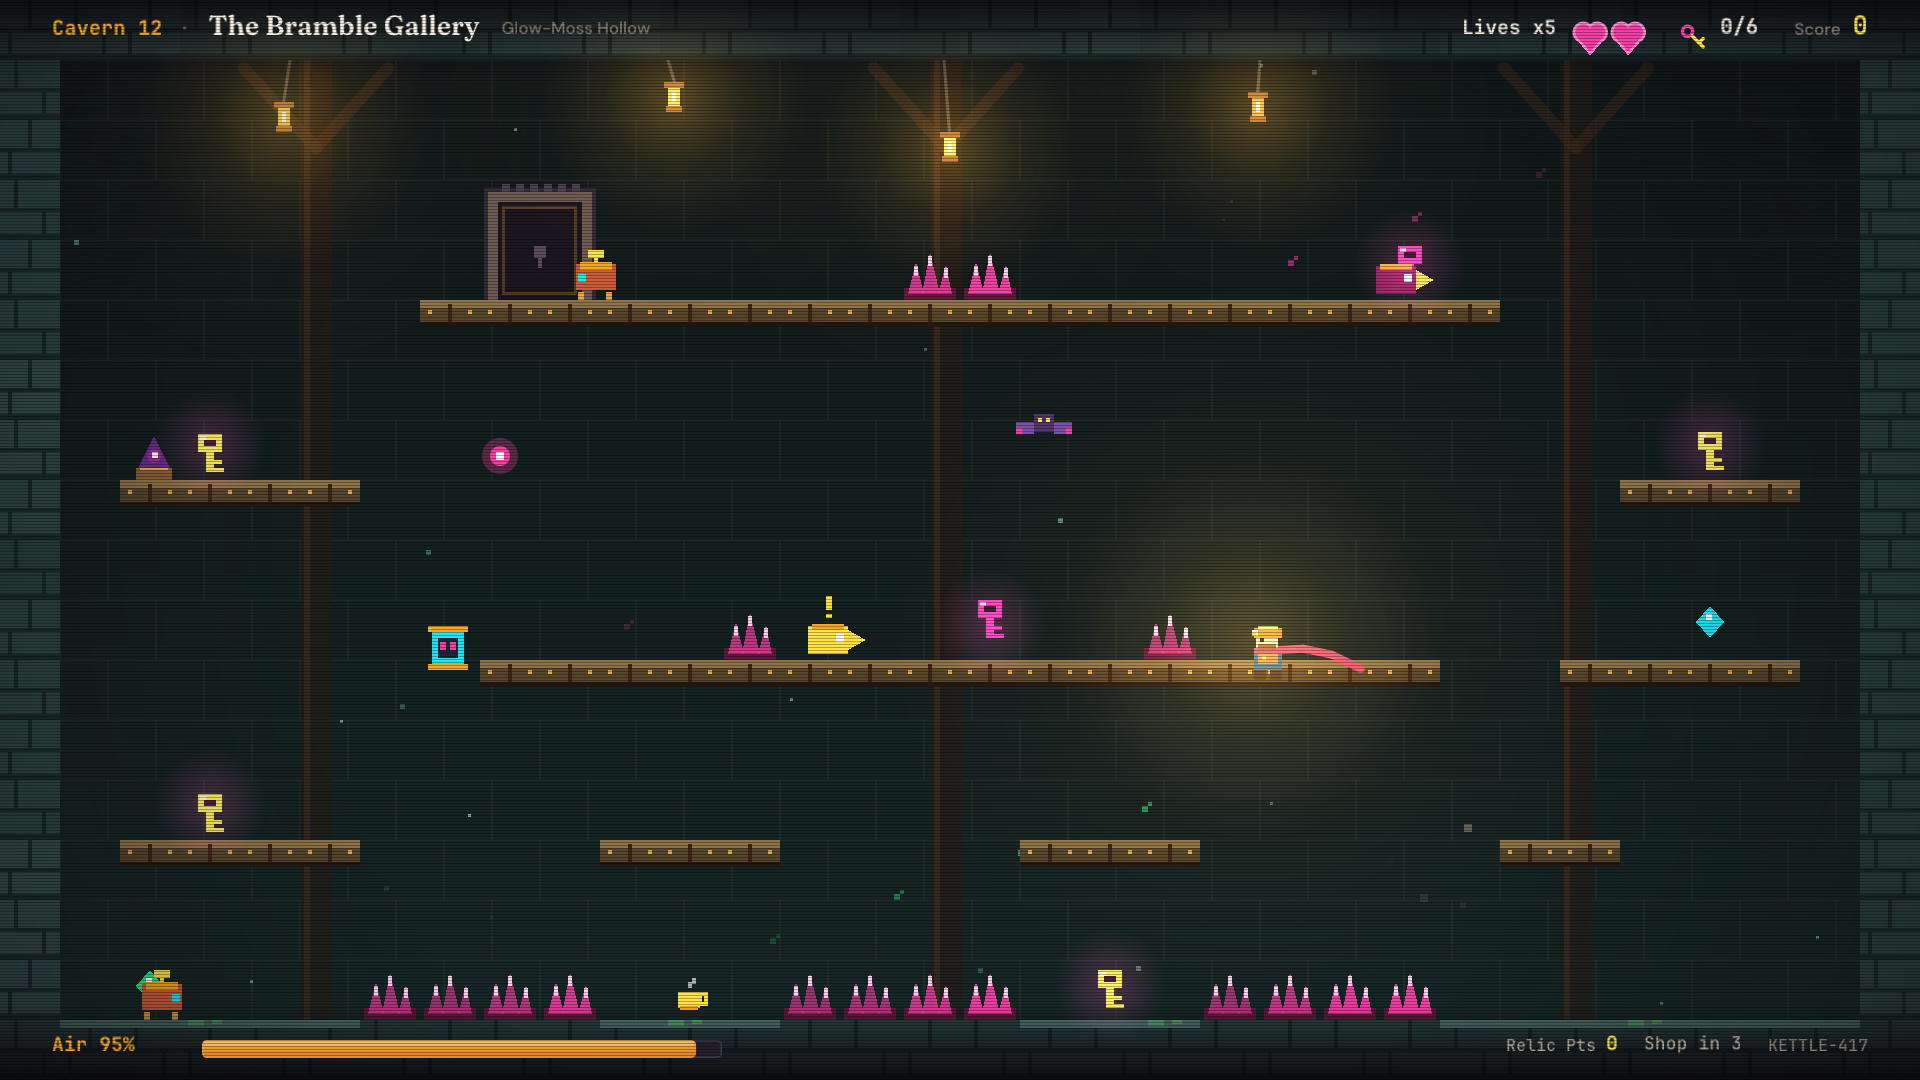 Cavern 12 · The Bramble Gallery Glow-Moss Hollow
Lives x5 0/6 Score 0
Air 95%
Relic Pts 0 Shop in 3 KETTLE-417